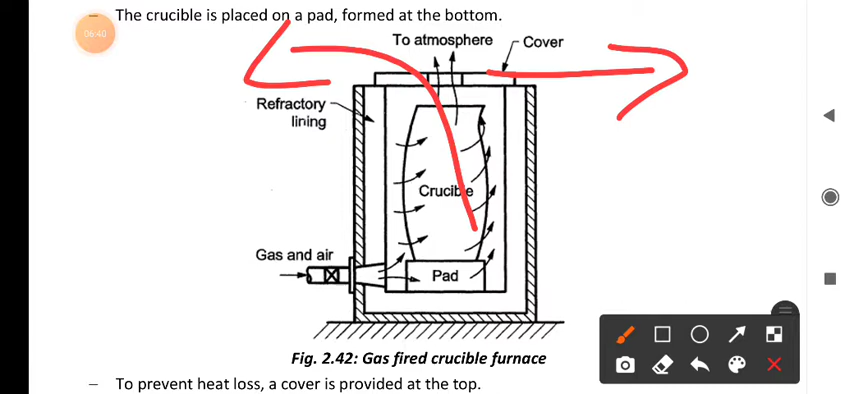 The crucible is placed on a pad, formed at the bottom.
06:40
To atmosphere
Cover
Refractory
lining
Crucible
Gas and air
Pad
Fig. 2.42: Gas fired crucible furnace
– To prevent heat loss, a cover is provided at the top.